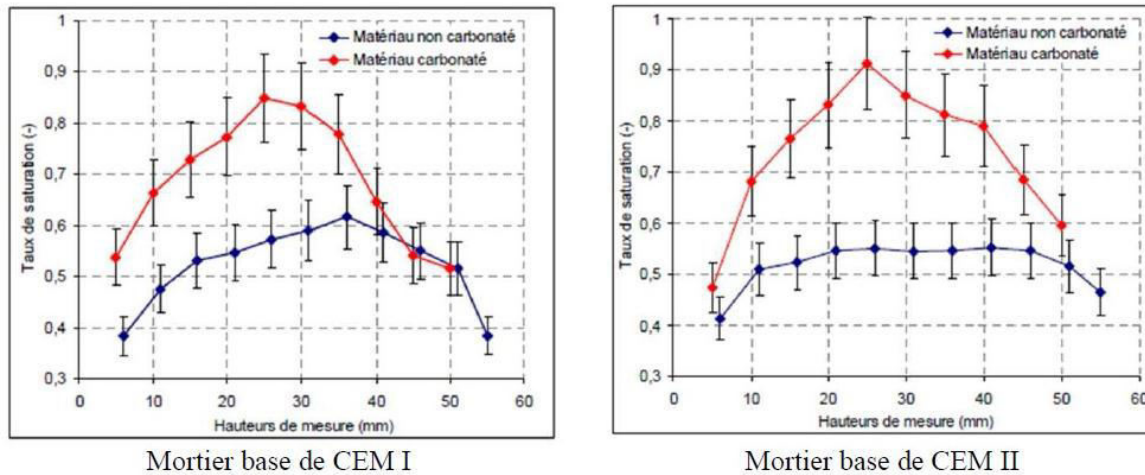 Matériau non carbonaté
Matériau carbonaté
Taux de saturation (-)
1
0,9
0,8
0,7
0,6
0,5
0,4
0,3
0 10 20 30 40 50 60
Hauteurs de mesure (mm)
Mortier base de CEM I
Matériau non carbonaté
Matériau carbonaté
Taux de saturation (-)
1
0,9
0,8
0,7
0,6
0,5
0,4
0,3
0 10 20 30 40 50 60
Hauteurs de mesure (mm)
Mortier base de CEM II